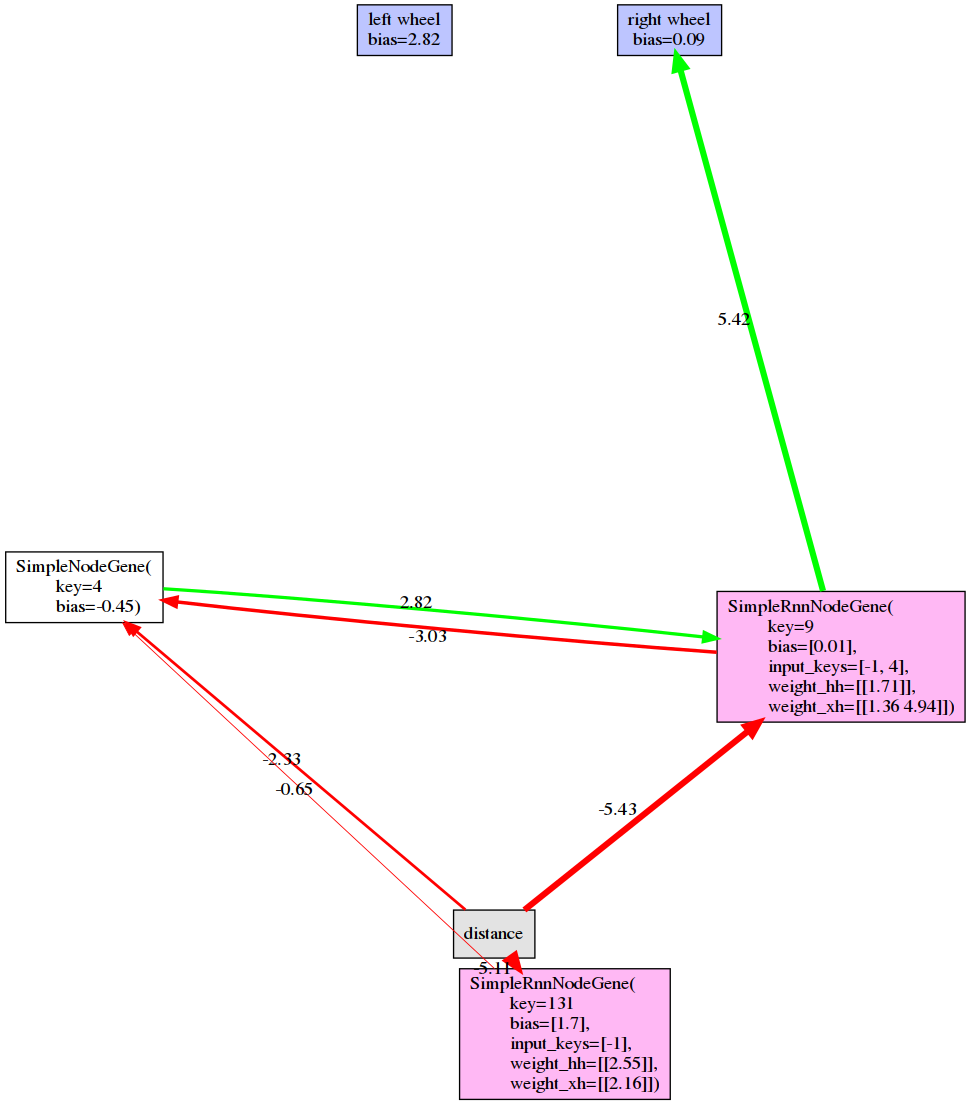 left wheel
bias=2.82
right wheel
bias=0.09
5.42
SimpleNodeGene(
key=4
bias=-0.45)
2.82
-3.03
SimpleRnnNodeGene(
key=9
bias=[0.01],
input_keys=[-1, 4],
weight_hh=[[1.71]],
weight_xh=[[1.36 4.94]])
-2.33
-0.65
-5.43
distance
-5.11
SimpleRnnNodeGene(
key=131
bias=[1.7],
input_keys=[-1],
weight_hh=[[2.55]],
weight_xh=[[2.16]])